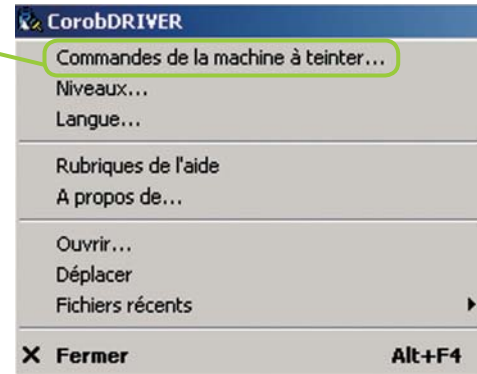 CorobDRIVER
Commandes de la machine à teinter...
Niveaux...
Langue...
Rubriques de l'aide
A propos de...
Ouvrir...
Déplacer
Fichiers récents
Fermer Alt+F4